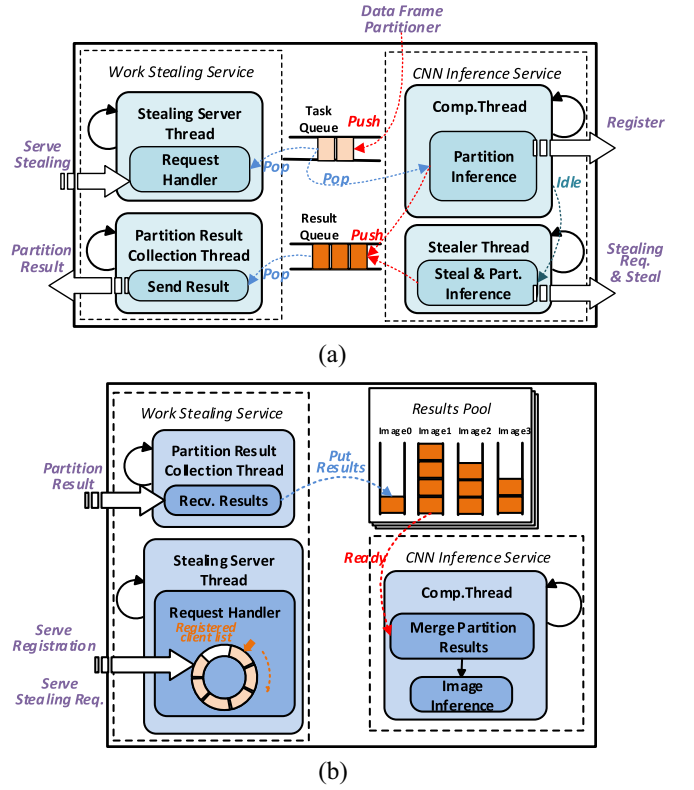 Data Frame
Partitioner
Work Stealing Service
CNN Inference Service
Stealing Server
Thread
Request
Handler
Serve
Stealing
Task
Queue
Push
Pop
Pop
Comp.Thread
Partition
Inference
Register
Idle
Partition Result
Collection Thread
Send Result
Partition
Result
Result
Queue
Push
Pop
Stealer Thread
Steal & Part.
Inference
Stealing
Req.
& Steal
(a)
Work Stealing Service
Partition Result
Collection Thread
Recv. Results
Partition
Result
Put
Results
Results Pool
Image0 Image1 Image2 Image3
Stealing Server
Thread
Request Handler
Registered
client list
Serve
Registration
Serve
Stealing Req.
Ready
CNN Inference Service
Comp.Thread
Merge Partition
Results
Image
Inference
(b)